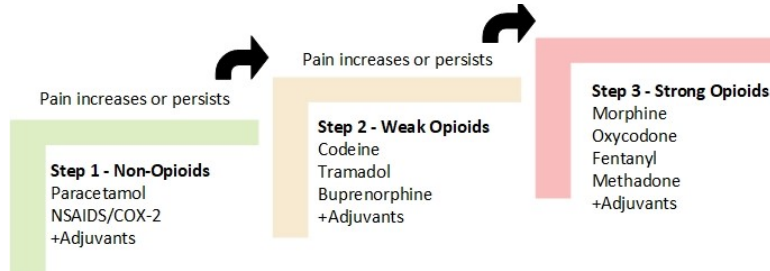 Pain increases or persists
Step 1 - Non-Opioids
Paracetamol
NSAIDS/COX-2
+Adjuvants
Pain increases or persists
Step 2 - Weak Opioids
Codeine
Tramadol
Buprenorphine
+Adjuvants
Step 3 - Strong Opioids
Morphine
Oxycodone
Fentanyl
Methadone
+Adjuvants